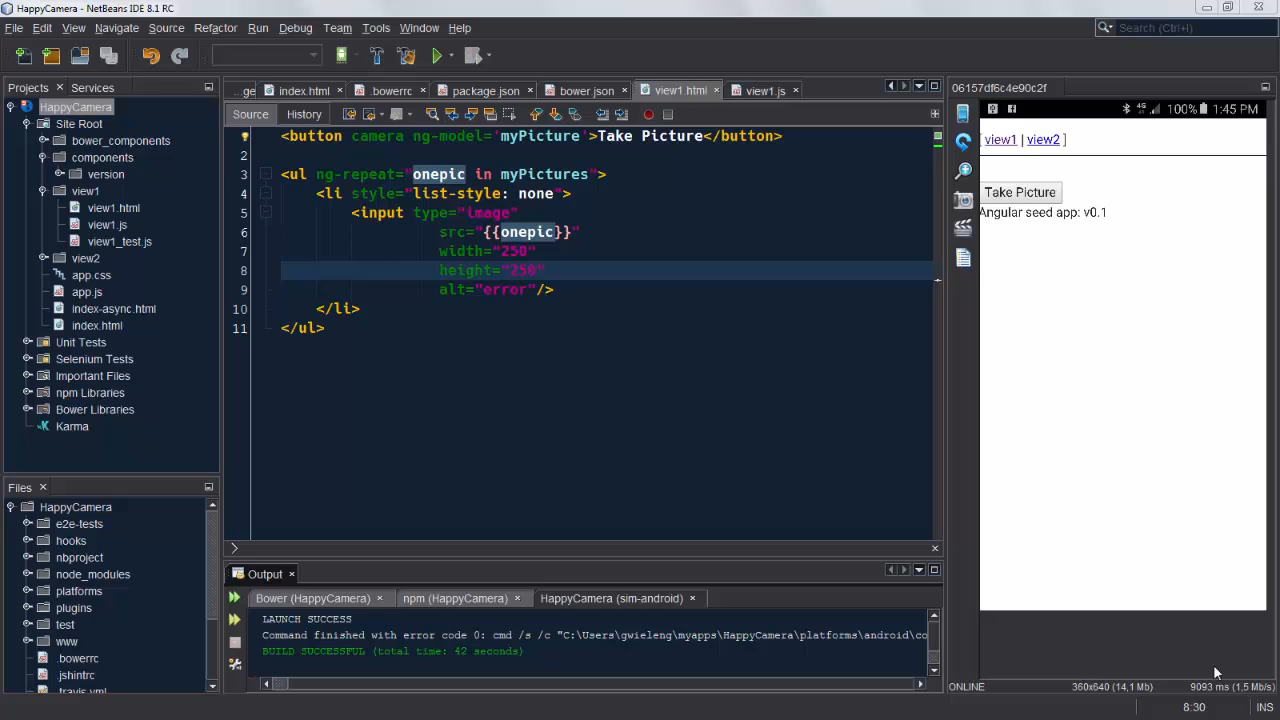 HappyCamera - NetBeans IDE 8.1 RC
File Edit View Navigate Source Refactor Run Debug Team Tools Window Help
Search (Ctrl+I)
Projects × Services
HappyCamera
Site Root
bower_components
components
version
view1
view1.html
view1.js
view1_test.js
view2
app.css
app.js
index-async.html
index.html
Unit Tests
Selenium Tests
Important Files
npm Libraries
Bower Libraries
Karma
Files ×
HappyCamera
e2e-tests
hooks
nbproject
node_modules
platforms
plugins
test
www
.bowerrc
.jshintrc
.travis.yml
...ge index.html × .bowerrc × package.json × bower.json × view1 html × view1.js ×
Source History
1 <button camera ng-model='myPicture'>Take Picture</button>
2
3 <ul ng-repeat="onepic in myPictures">
4 <li style="list-style: none">
5 <input type="image"
6 src="{{onepic}}"
7 width="250"
8 height="250"
9 alt="error"/>
10 </li>
11 </ul>
Output ×
Bower (HappyCamera) × npm (HappyCamera) × HappyCamera (sim-android) ×
LAUNCH SUCCESS
Command finished with error code 0: cmd /s /c "C:\Users\gwieleng\myapps\HappyCamera\platforms\android\co
BUILD SUCCESSFUL (total time: 42 seconds)
06157df6c4e90c2f
4G 100% 1:45 PM
[ view1 | view2 ]
Take Picture
Angular seed app: v0.1
ONLINE 360x640 (14,1 Mb) 9093 ms (1,5 Mb/s)
8:30 INS